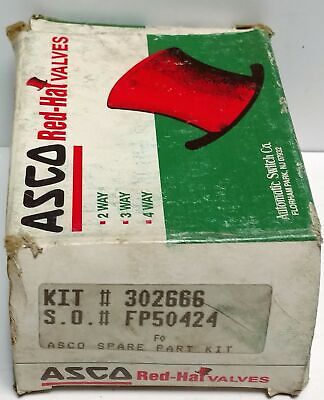 ASCO
Red-Hat VALVES
2 WAY
3 WAY
4 WAY
Automatic Switch Co.
FLORHAM PARK, NJ 07932
KIT # 302666
S.O.# FP50424
FO
ASCO SPARE PART KIT
ASCO Red-Hat VALVES